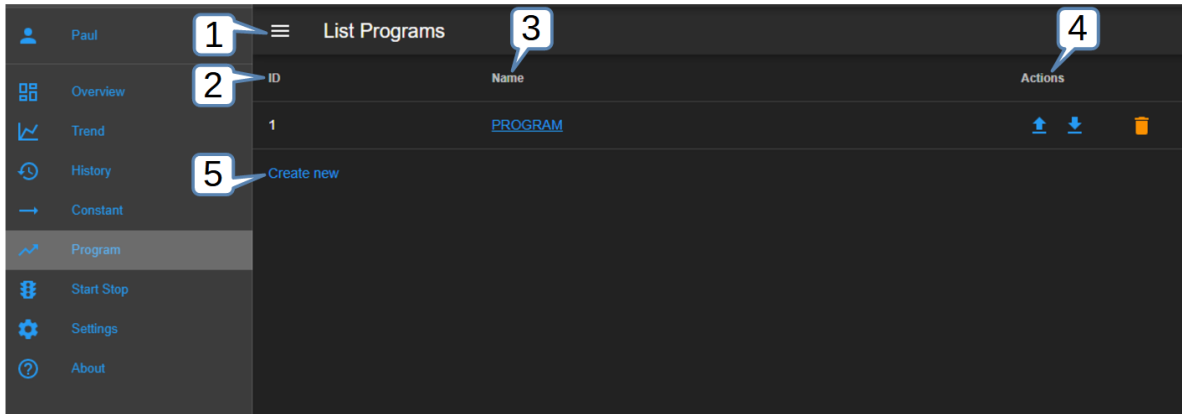 Paul
1
List Programs
3
4
Overview
2
ID
Name
Actions
Trend
1
PROGRAM
History
5
Create new
Constant
Program
Start Stop
Settings
About